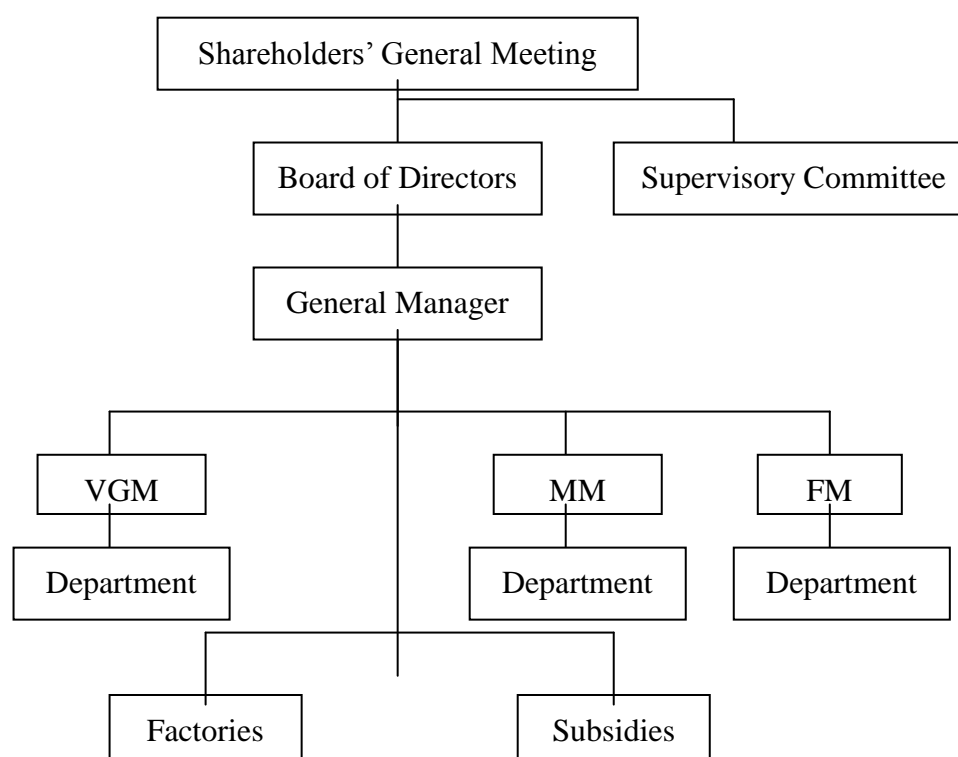 Shareholders’ General Meeting
Board of Directors
Supervisory Committee
General Manager
VGM
MM
FM
Department
Department
Department
Factories
Subsidies